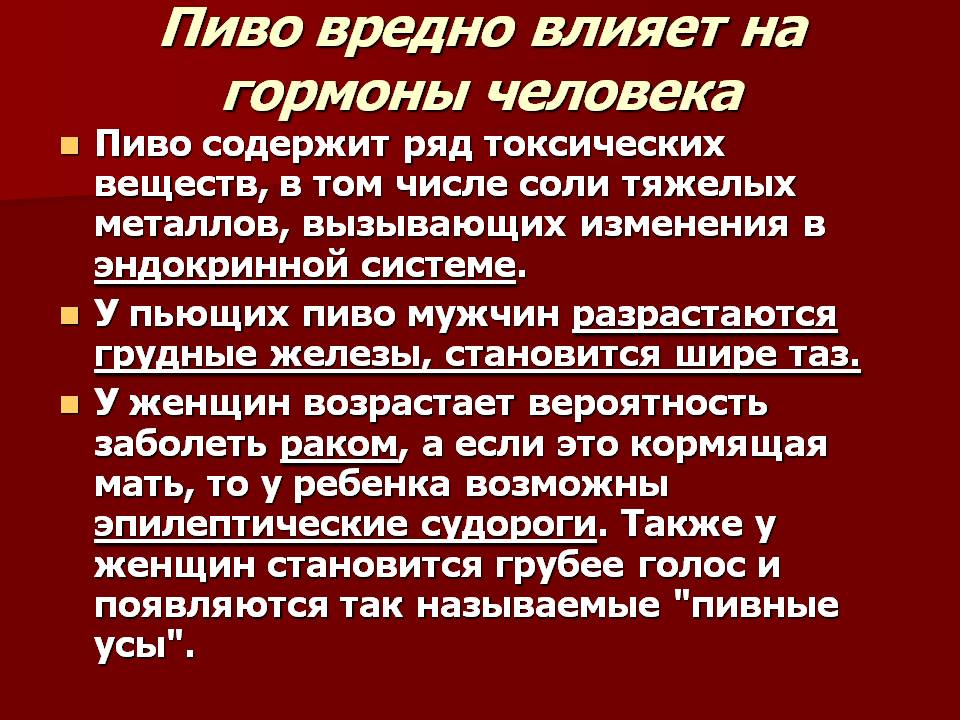 Пиво вредно влияет на
гормоны человека
Пиво содержит ряд токсических
веществ, в том числе соли тяжелых
металлов, вызывающих изменения в
эндокринной системе.
У пьющих пиво мужчин разрастаются
грудные железы, становится шире таз.
У женщин возрастает вероятность
заболеть раком, а если это кормящая
мать, то у ребенка возможны
эпилептические судороги. Также у
женщин становится грубее голос и
появляются так называемые "пивные
усы".